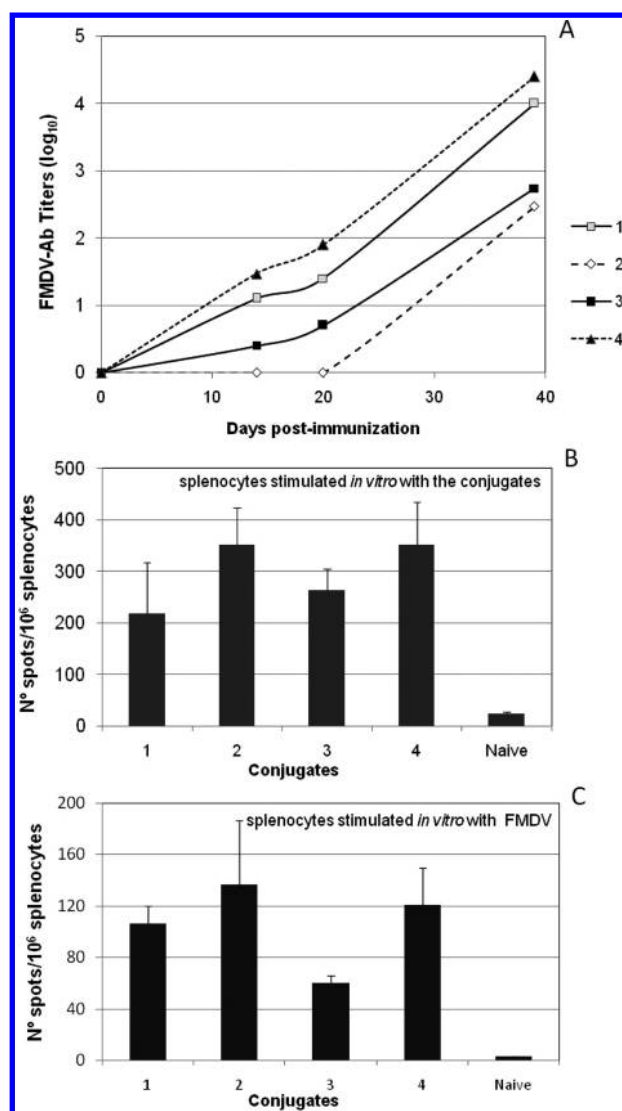 A
5
4
3
2
1
0
FMDV-Ab Titers (log₁₀)
0 10 20 30 40
Days post-immunization
1
2
3
4
B
splenocytes stimulated in vitro with the conjugates
500
400
300
200
100
0
N° spots/10⁶ splenocytes
1 2 3 4 Naive
Conjugates
C
splenocytes stimulated in vitro with FMDV
200
160
120
80
40
0
N° spots/10⁶ splenocytes
1 2 3 4 Naive
Conjugates